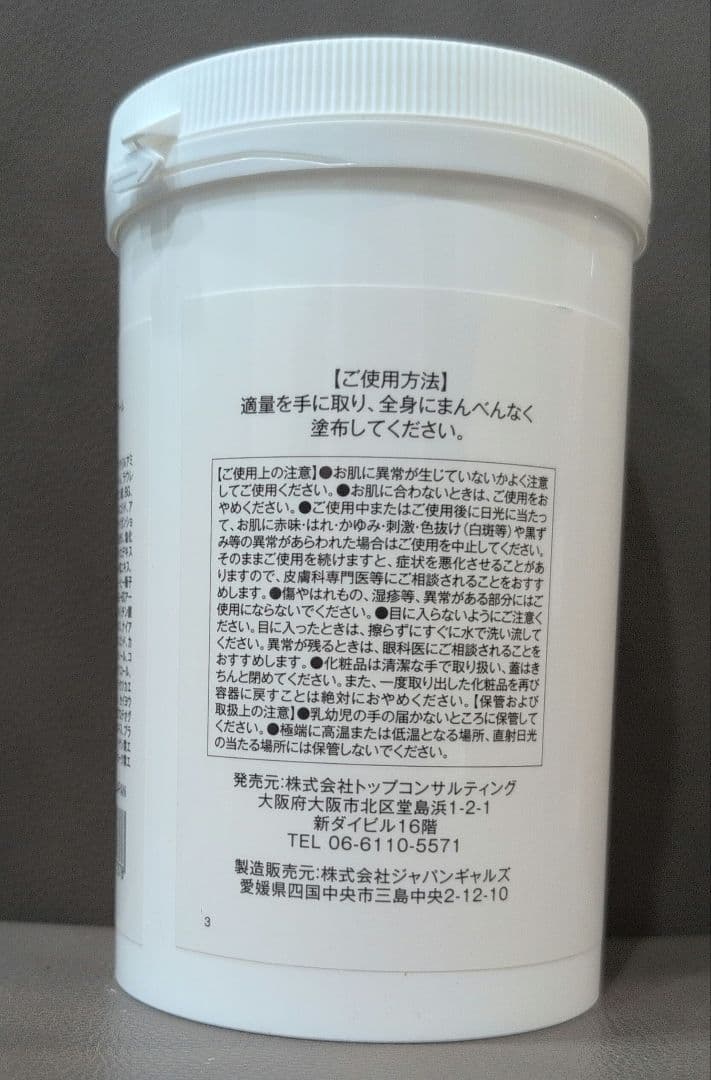 【ご使用方法】
適量を手に取り、全身にまんべんなく
塗布してください。
【ご使用上の注意】●お肌に異常が生じていないかよく注意
してご使用ください。●お肌に合わないときは、ご使用をお
やめください。●ご使用中またはご使用後に日光に当たっ
て、お肌に赤味・はれ・かゆみ・刺激・色抜け(白斑等)や黒ず
み等の異常があらわれた場合はご使用を中止してください。
そのままご使用を続けますと、症状を悪化させることがあ
りますので、皮膚科専門医等にご相談されることをおすす
めします。●傷やはれもの、湿疹等、異常がある部分にはご
使用にならないでください。●目に入らないようにご注意く
ださい。目に入ったときは、擦らずにすぐに水で洗い流して
ください。異常が残るときは、眼科医にご相談されることを
おすすめします。●化粧品は清潔な手で取り扱い、蓋はき
ちんと閉めてください。また、一度取り出した化粧品を再び
容器に戻すことは絶対におやめください。【保管および
取扱上の注意】●乳幼児の手の届かないところに保管して
ください。●極端に高温または低温となる場所、直射日光
の当たる場所には保管しないでください。
発売元:株式会社トップコンサルティング
大阪府大阪市北区堂島浜1-2-1
新ダイビル16階
TEL 06-6110-5571
製造販売元:株式会社ジャパンギャルズ
愛媛県四国中央市三島中央2-12-10
3